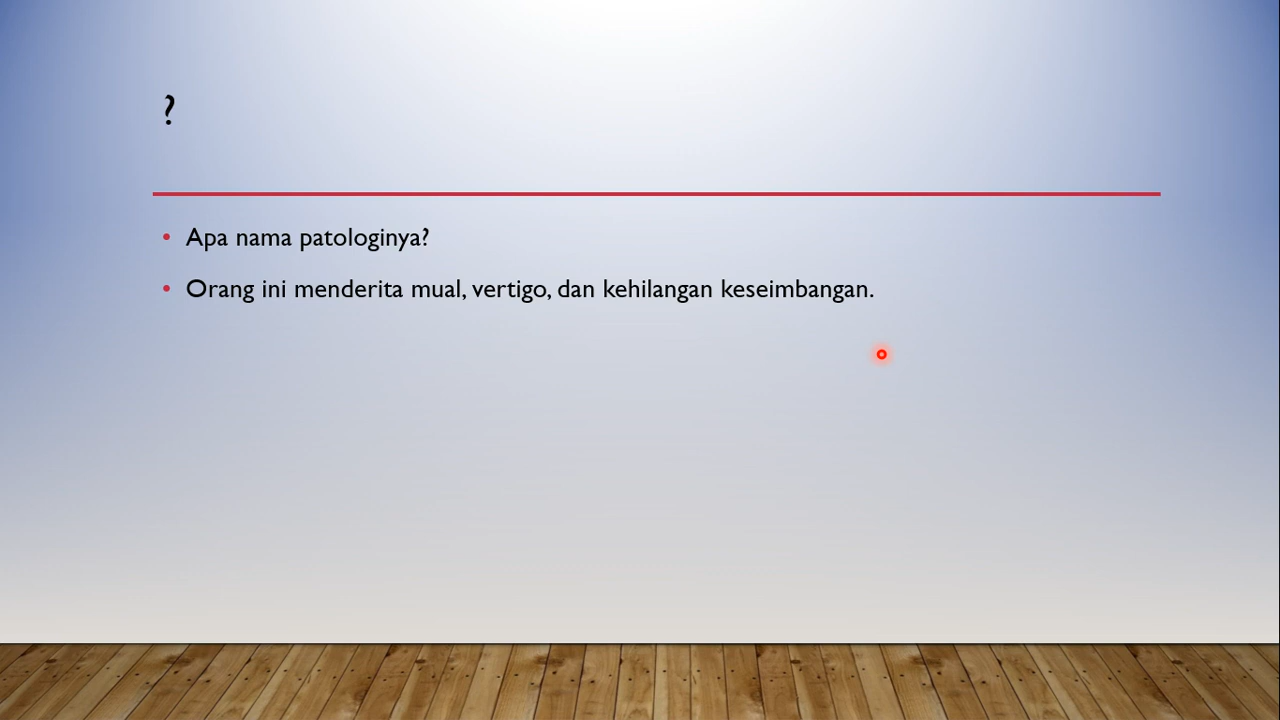 ?
Apa nama patologinya?
Orang ini menderita mual, vertigo, dan kehilangan keseimbangan.